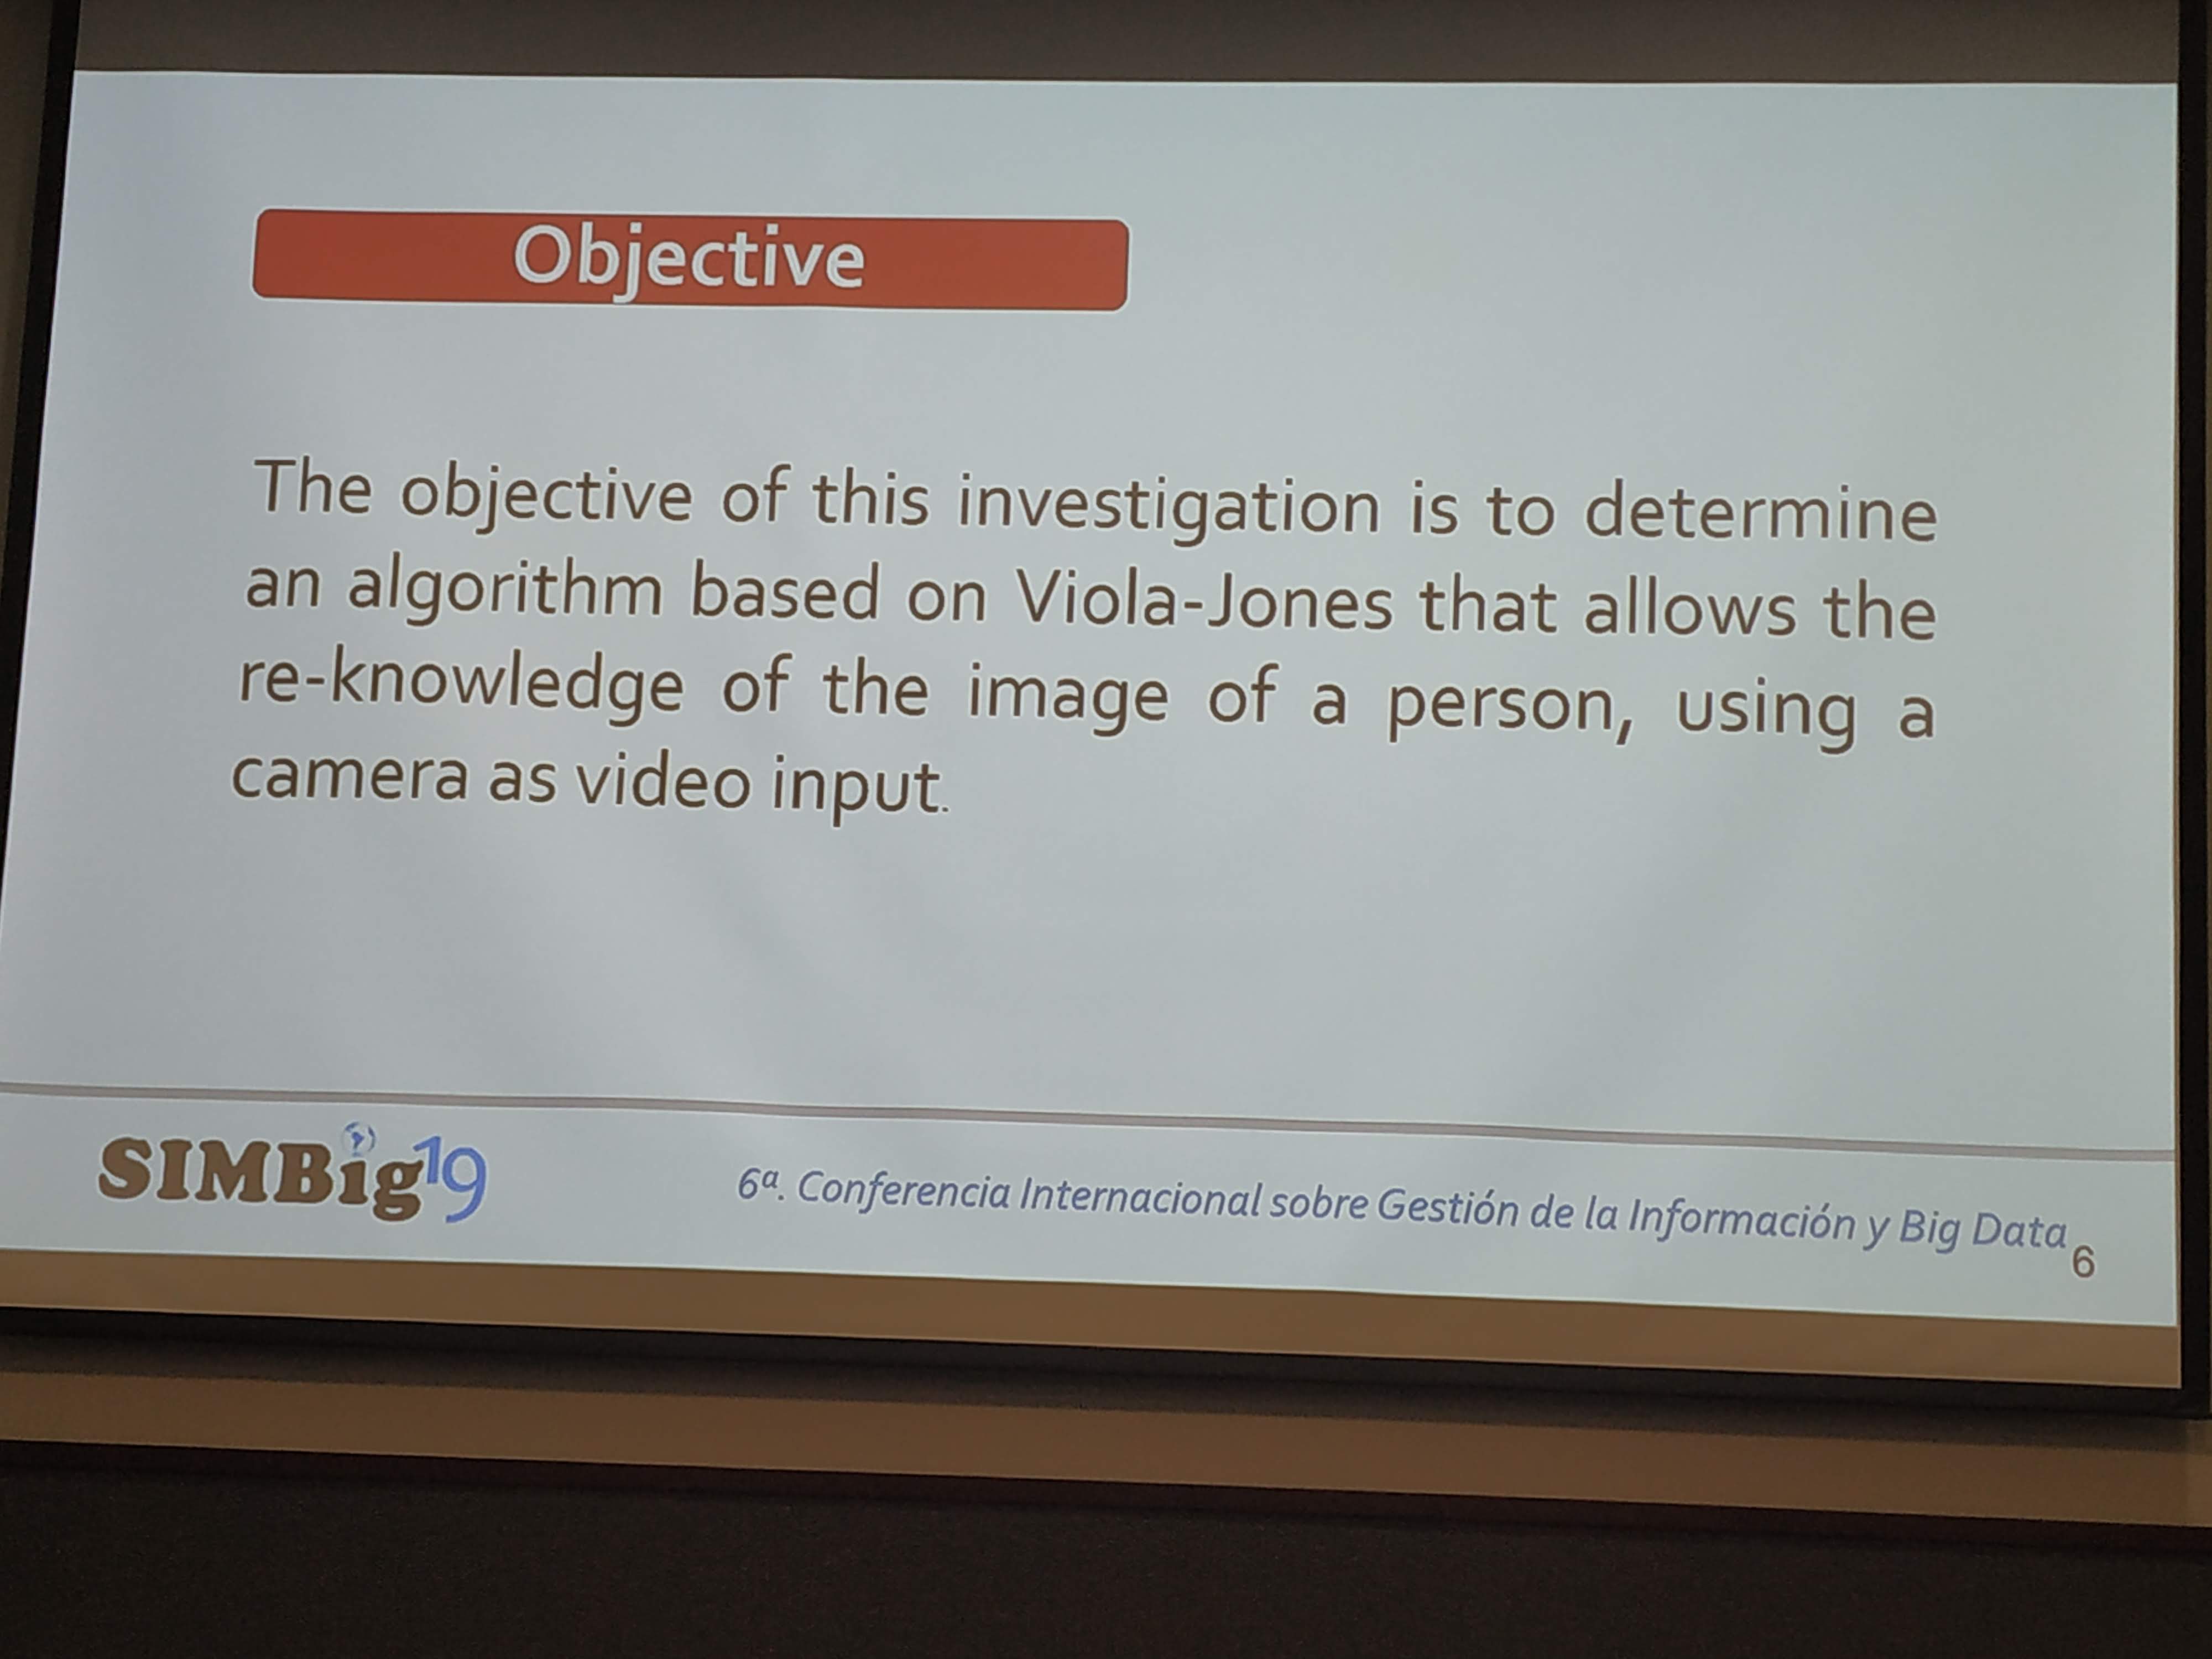 Objective
The objective of this investigation is to determine
an algorithm based on Viola-Jones that allows the
re-knowledge of the image of a person, using a
camera as video input.
SIMBig19
6ª. Conferencia Internacional sobre Gestión de la Información y Big Data
6